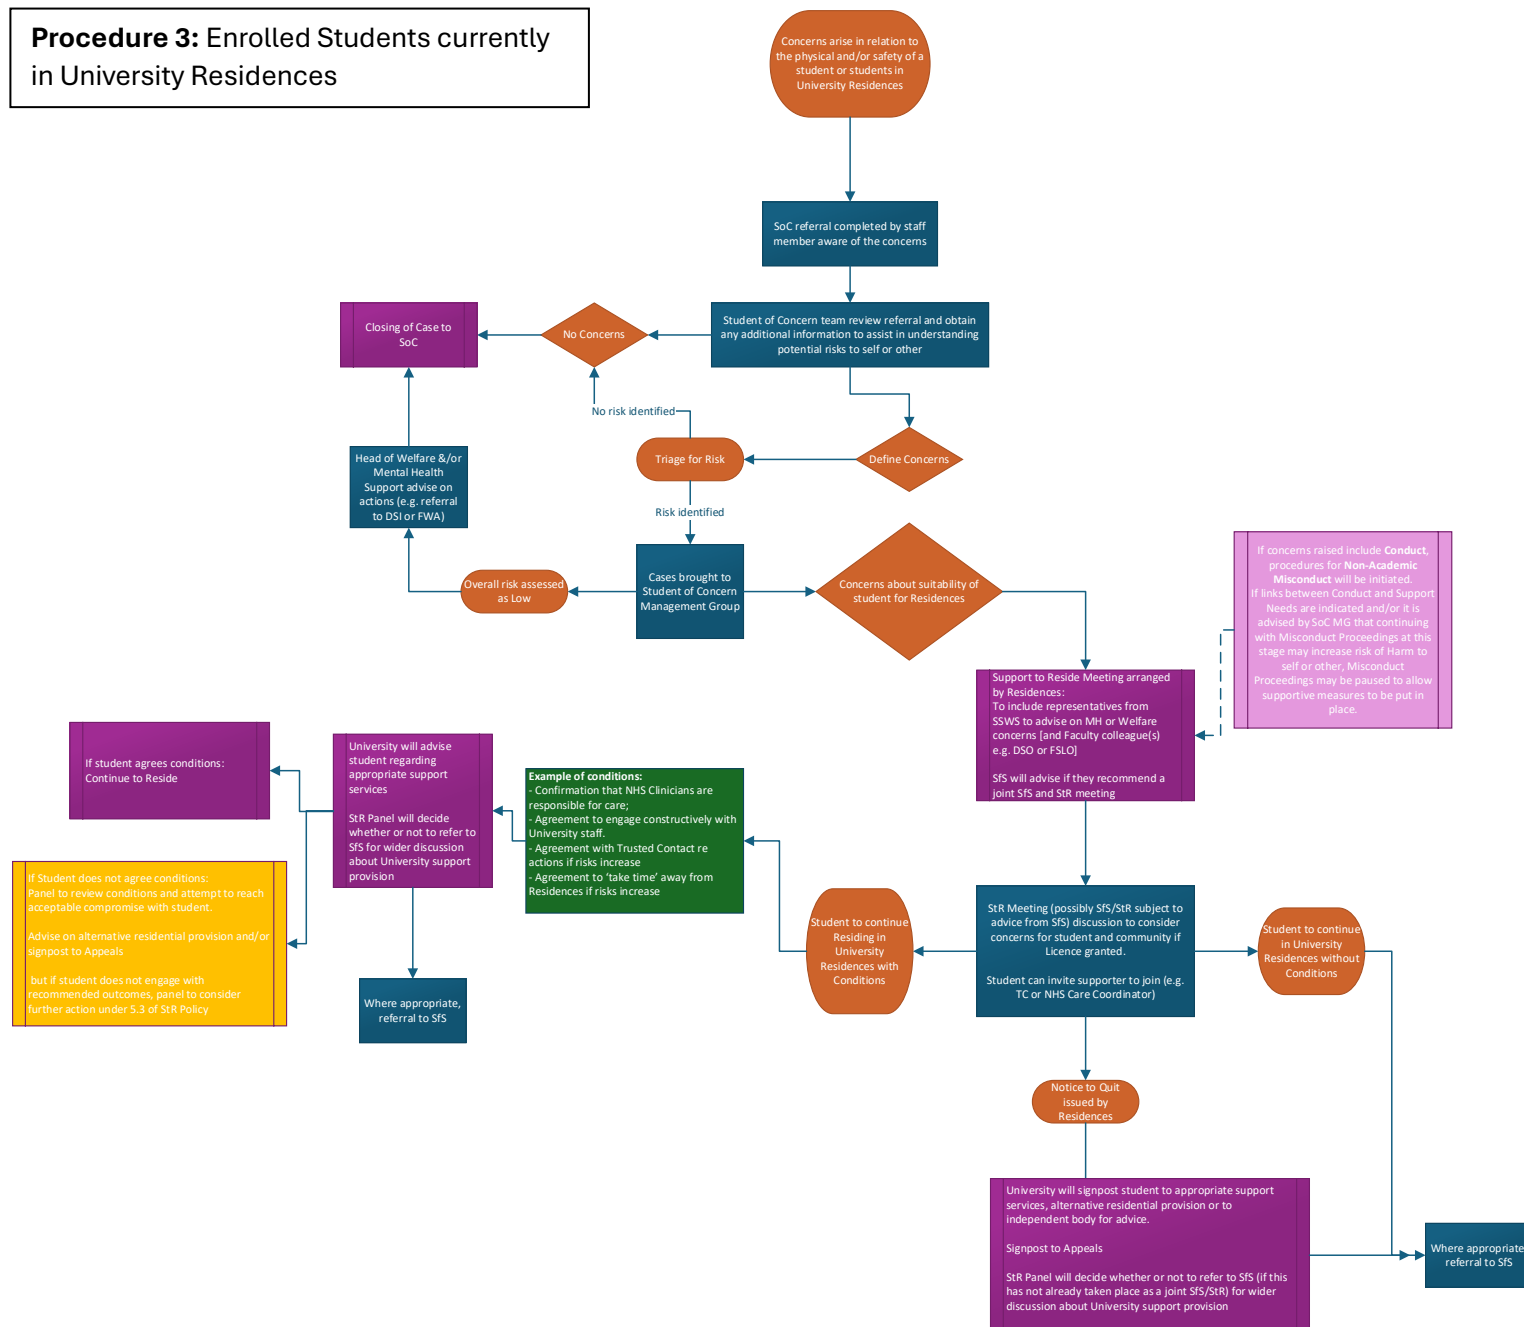 Procedure 3: Enrolled Students currently
in University Residences
Concerns arise in relation to
the physical and/or safety of a
student or students in
University Residences
SoC referral completed by staff
member aware of the concerns
Student of Concern team review referral and obtain
any additional information to assist in understanding
potential risks to self or other
No Concerns
Closing of Case to
SoC
No risk identified
Triage for Risk
Define Concerns
Head of Welfare &/or
Mental Health
Support advise on
actions (e.g. referral
to DSI or FWA)
Risk identified
Overall risk assessed
as Low
Cases brought to
Student of Concern
Management Group
Concerns about suitability of
student for Residences
If concerns raised include Conduct,
procedures for Non-Academic
Misconduct will be initiated.
If links between Conduct and Support
Needs are indicated and/or it is
advised by SoC MG that continuing
with Misconduct Proceedings at this
stage may increase risk of Harm to
self or other, Misconduct
Proceedings may be paused to allow
supportive measures to be put in
place.
Support to Reside Meeting arranged
by Residences:
To include representatives from
SSWS to advise on MH or Welfare
concerns [and Faculty colleague(s)
e.g. DSO or FSLO]
SfS will advise if they recommend a
joint SfS and StR meeting
If student agrees conditions:
Continue to Reside
University will advise
student regarding
appropriate support
services
StR Panel will decide
whether or not to refer to
SfS for wider discussion
about University support
provision
Example of conditions:
- Confirmation that NHS Clinicians are
responsible for care;
- Agreement to engage constructively with
University staff.
- Agreement with Trusted Contact re
actions if risks increase
- Agreement to ‘take time’ away from
Residences if risks increase
If Student does not agree conditions:
Panel to review conditions and attempt to reach
acceptable compromise with student.
Advise on alternative residential provision and/or
signpost to Appeals
but if student does not engage with
recommended outcomes, panel to consider
further action under 5.3 of StR Policy
Where appropriate,
referral to SfS
Student to continue
Residing in
University
Residences with
Conditions
StR Meeting (possibly SfS/StR subject to
advice from SfS) discussion to consider
concerns for student and community if
Licence granted.
Student can invite supporter to join (e.g.
TC or NHS Care Coordinator)
Student to continue
in University
Residences without
Conditions
Notice to Quit
issued by
Residences
University will signpost student to appropriate support
services, alternative residential provision or to
independent body for advice.
Signpost to Appeals
StR Panel will decide whether or not to refer to SfS (if this
has not already taken place as a joint SfS/StR) for wider
discussion about University support provision
Where appropriate,
referral to SfS